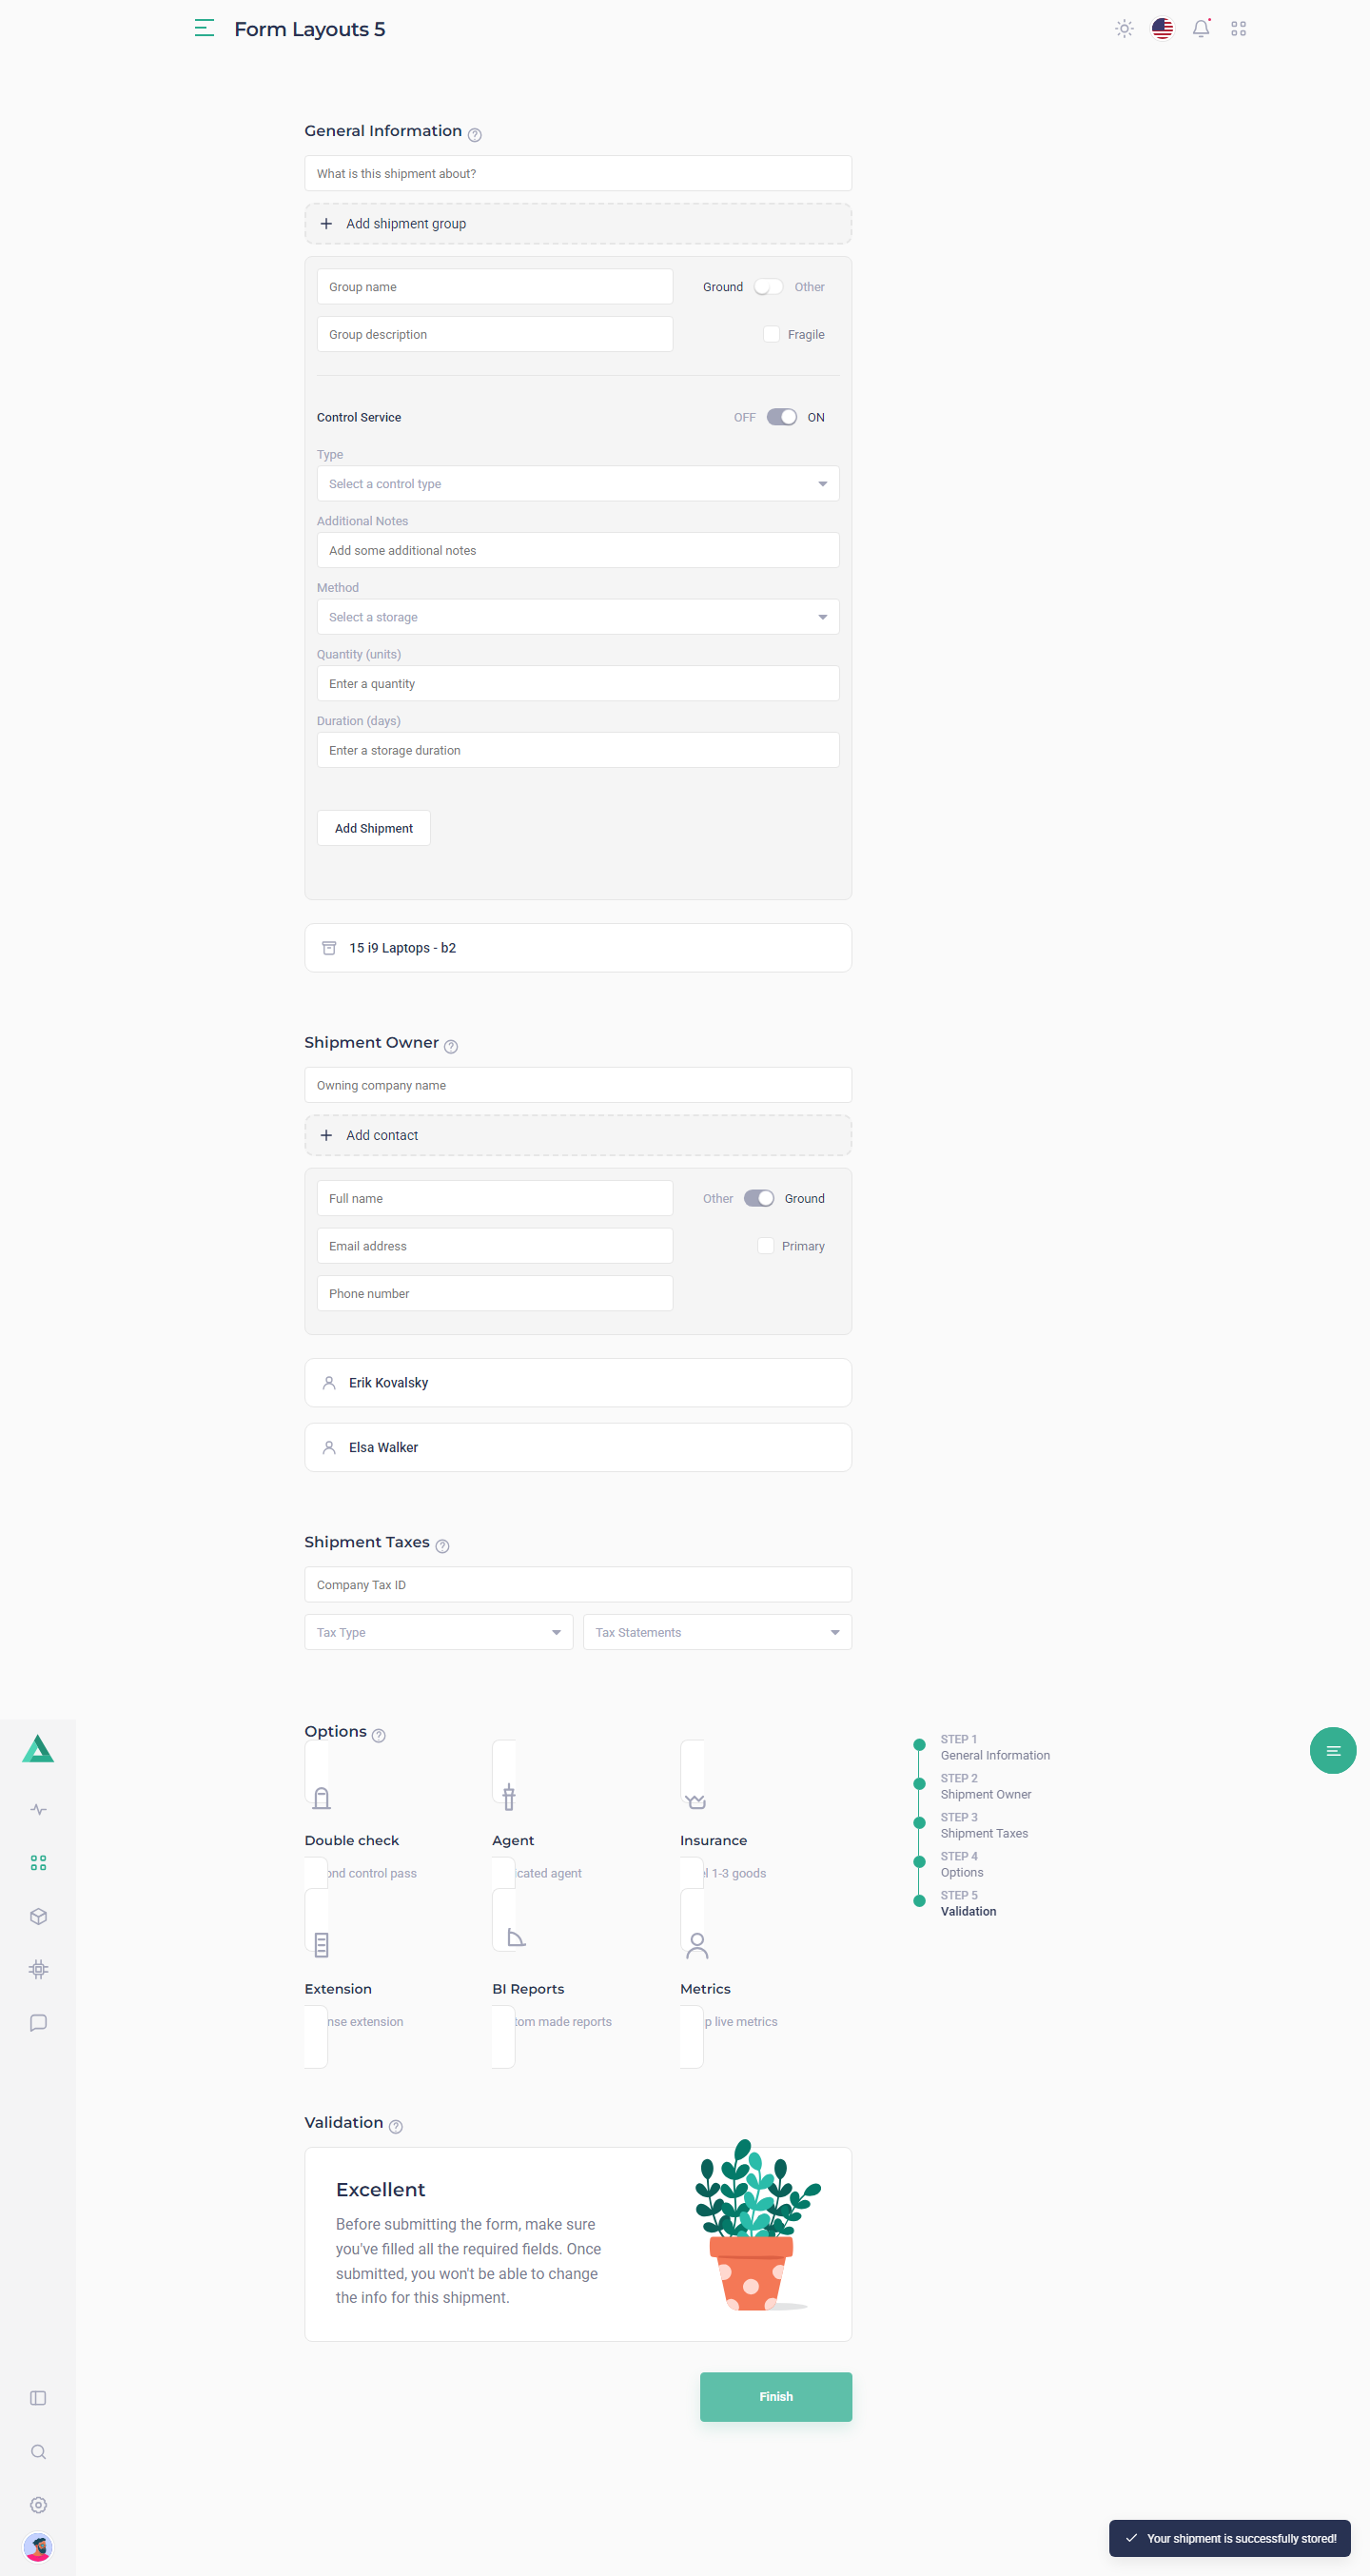 Form Layouts 5
General Information
What is this shipment about?
Add shipment group
Group name
Ground
Other
Group description
Fragile
Control Service
OFF
ON
Type
Select a control type
Additional Notes
Add some additional notes
Method
Select a storage
Quantity (units)
Enter a quantity
Duration (days)
Enter a storage duration
Add Shipment
15 i9 Laptops - b2
Shipment Owner
Owning company name
Add contact
Full name
Other
Ground
Email address
Primary
Phone number
Erik Kovalsky
Elsa Walker
Shipment Taxes
Company Tax ID
Tax Type
Tax Statements
Options
Double check
control pass
Agent
agent
Insurance
1-3 goods
Extension
extension
BI Reports
made reports
Metrics
live metrics
STEP 1
General Information
STEP 2
Shipment Owner
STEP 3
Shipment Taxes
STEP 4
Options
STEP 5
Validation
Validation
Excellent
Before submitting the form, make sure
you've filled all the required fields. Once
submitted, you won't be able to change
the info for this shipment.
Finish
Your shipment is successfully stored!